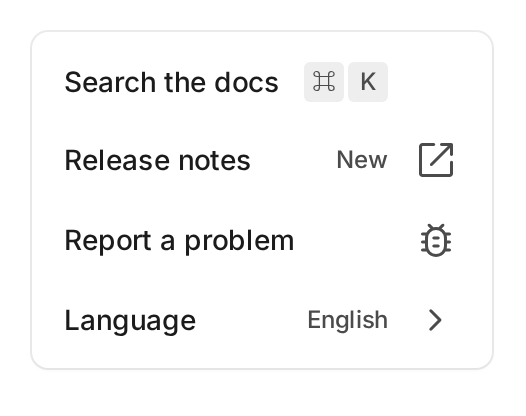 Search the docs ⌘ K
Release notes New
Report a problem
Language English